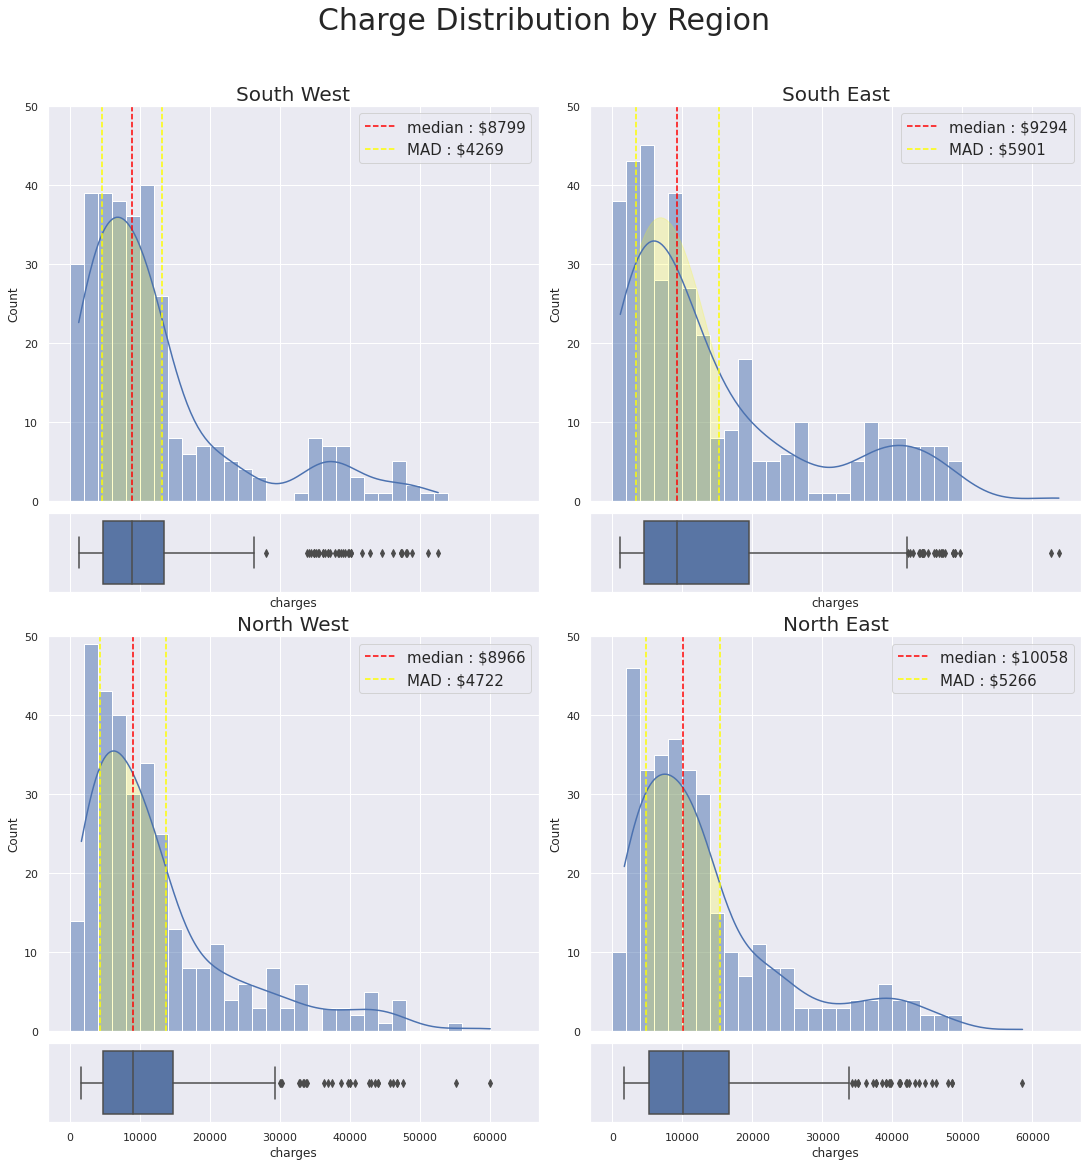 Charge Distribution by Region
South West
50
40
30
20
10
0
Count
median : $8799
MAD : $4269
charges
South East
50
40
30
20
10
0
Count
median : $9294
MAD : $5901
charges
North West
50
40
30
20
10
0
Count
median : $8966
MAD : $4722
0 10000 20000 30000 40000 50000 60000
charges
North East
50
40
30
20
10
0
Count
median : $10058
MAD : $5266
0 10000 20000 30000 40000 50000 60000
charges